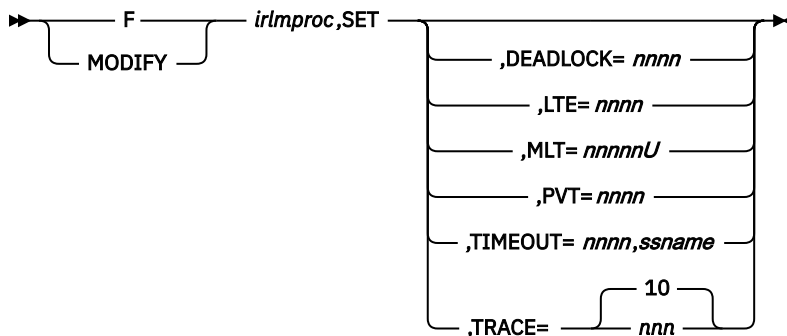 F irlmproc,SET
MODIFY
,DEADLOCK= nnnn
,LTE= nnnn
,MLT= nnnnnU
,PVT= nnnn
,TIMEOUT= nnnn,ssname
10
,TRACE= nnn